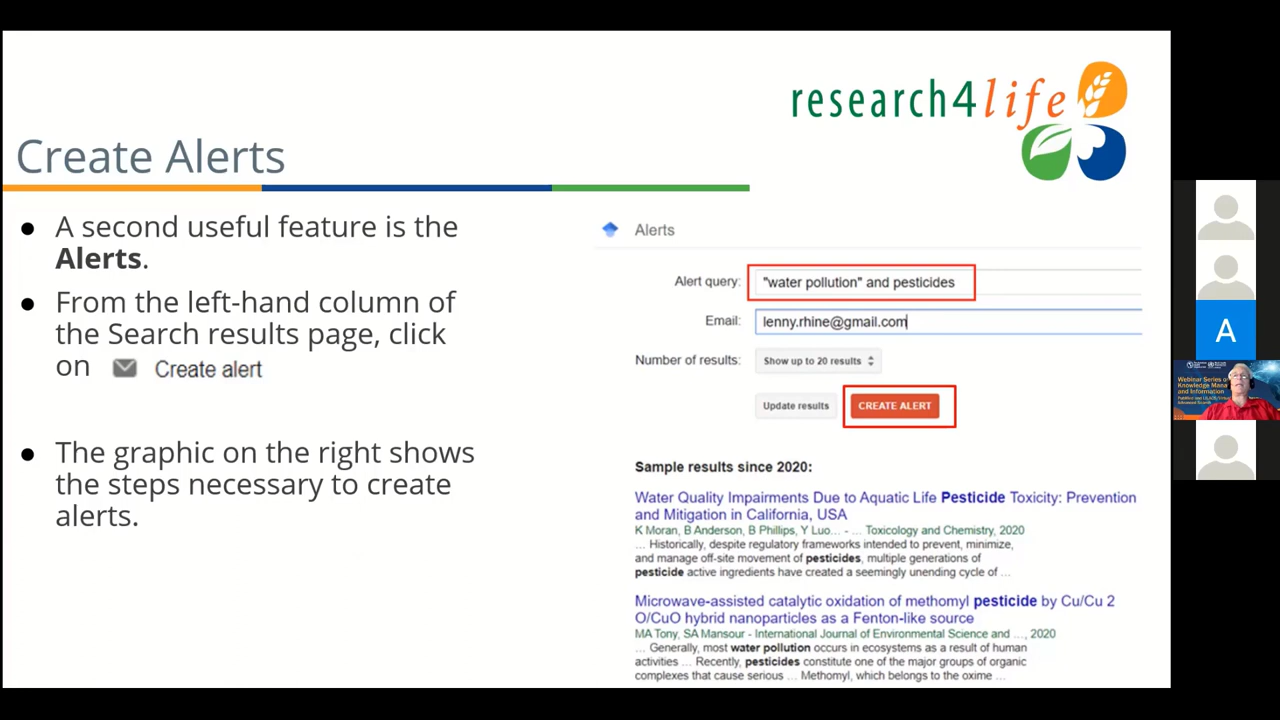 research4life
Create Alerts
● A second useful feature is the
Alerts.
● From the left-hand column of
the Search results page, click
on Create alert
● The graphic on the right shows
the steps necessary to create
alerts.
Alerts
Alert query: "water pollution" and pesticides
Email: lenny.rhine@gmail.com
Number of results: Show up to 20 results
Update results CREATE ALERT
Sample results since 2020:
Water Quality Impairments Due to Aquatic Life Pesticide Toxicity: Prevention
and Mitigation in California, USA
K Moran, B Anderson, B Phillips, Y Luo... - ... Toxicology and Chemistry, 2020
... Historically, despite regulatory frameworks intended to prevent, minimize,
and manage off-site movement of pesticides, multiple generations of
pesticide active ingredients have created a seemingly unending cycle of ...
Microwave-assisted catalytic oxidation of methomyl pesticide by Cu/Cu 2
O/CuO hybrid nanoparticles as a Fenton-like source
MA Tony, SA Mansour - International Journal of Environmental Science and ..., 2020
... Generally, most water pollution occurs in ecosystems as a result of human
activities ... Recently, pesticides constitute one of the major groups of organic
complexes that cause serious ... Methomyl, which belongs to the oxime ...
A
Webinar Series on
Knowledge Mana
and Information